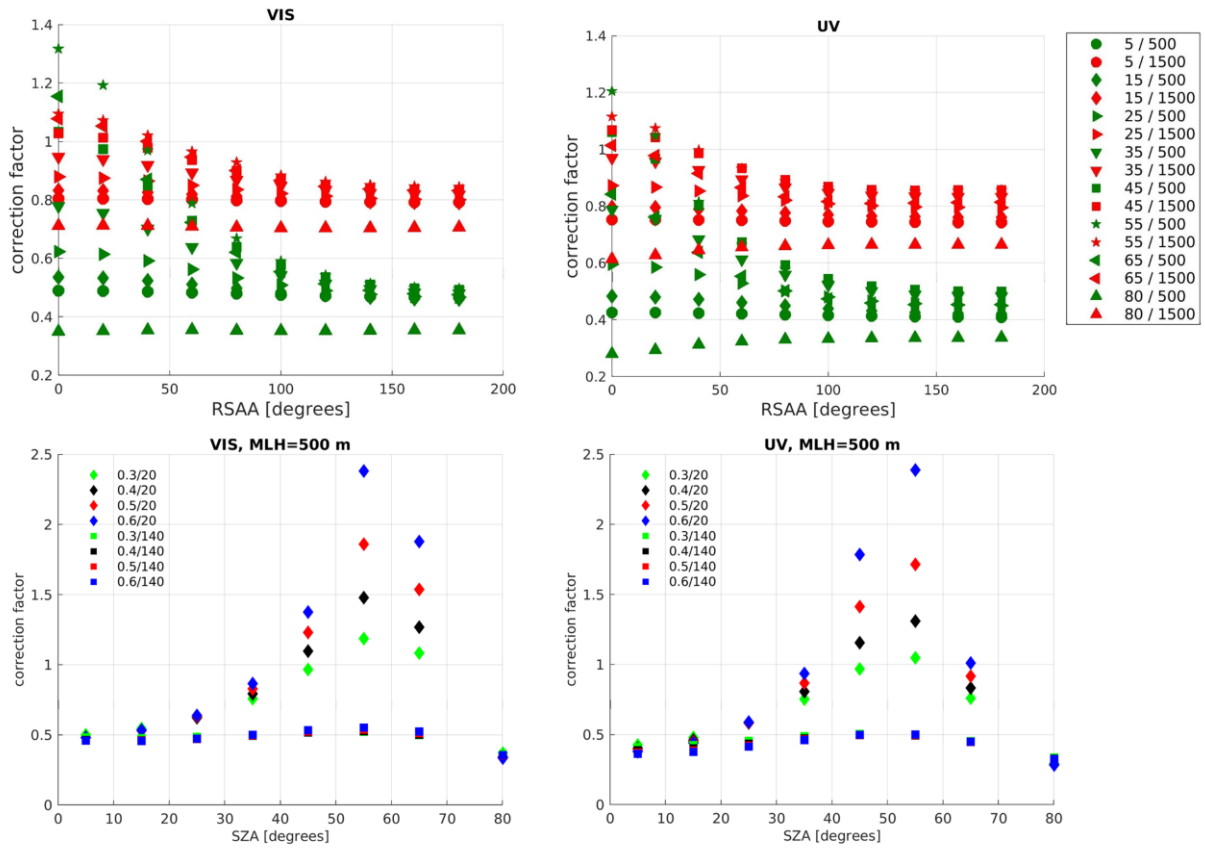 VIS
1.4
1.2
1
0.8
0.6
0.4
0.2
correction factor
0 50 100 150 200
RSAA [degrees]
UV
1.4
1.2
1
0.8
0.6
0.4
0.2
correction factor
0 50 100 150 200
RSAA [degrees]
5 / 500
5 / 1500
15 / 500
15 / 1500
25 / 500
25 / 1500
35 / 500
35 / 1500
45 / 500
45 / 1500
55 / 500
55 / 1500
65 / 500
65 / 1500
80 / 500
80 / 1500
VIS, MLH=500 m
2.5
2
1.5
1
0.5
0
correction factor
0.3/20
0.4/20
0.5/20
0.6/20
0.3/140
0.4/140
0.5/140
0.6/140
0 10 20 30 40 50 60 70 80
SZA [degrees]
UV, MLH=500 m
2.5
2
1.5
1
0.5
0
correction factor
0.3/20
0.4/20
0.5/20
0.6/20
0.3/140
0.4/140
0.5/140
0.6/140
0 10 20 30 40 50 60 70 80
SZA [degrees]